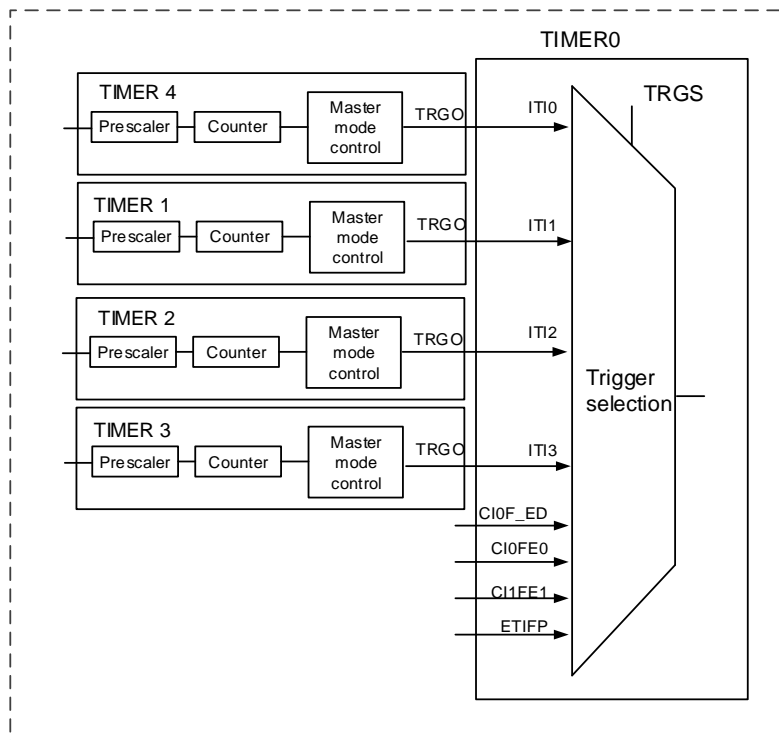 TIMER0
TIMER 4
Prescaler
Counter
Master
mode
control
TRGO
ITI0
TRGS
TIMER 1
Prescaler
Counter
Master
mode
control
TRGO
ITI1
TIMER 2
Prescaler
Counter
Master
mode
control
TRGO
ITI2
Trigger
selection
TIMER 3
Prescaler
Counter
Master
mode
control
TRGO
ITI3
CI0F_ED
CI0FE0
CI1FE1
ETIFP